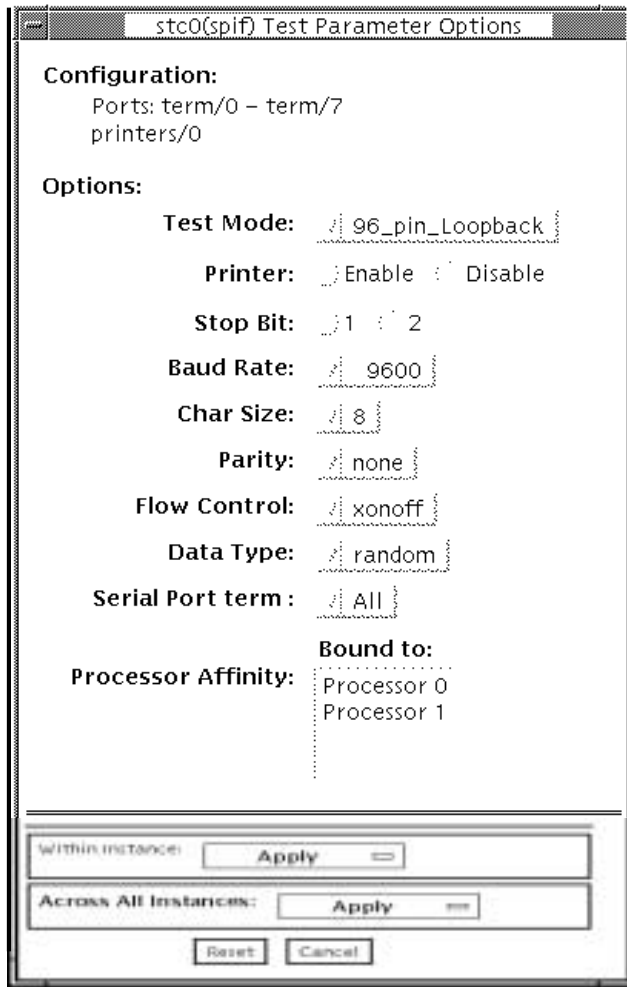 stc0(spif) Test Parameter Options
Configuration:
Ports: term/0 – term/7
printers/0
Options:
Test Mode: 96_pin_Loopback
Printer: Enable Disable
Stop Bit: 1 2
Baud Rate: 9600
Char Size: 8
Parity: none
Flow Control: xonoff
Data Type: random
Serial Port term : All
Bound to:
Processor Affinity: Processor 0
Processor 1
Within Instance: Apply
Across All Instances: Apply
Reset Cancel